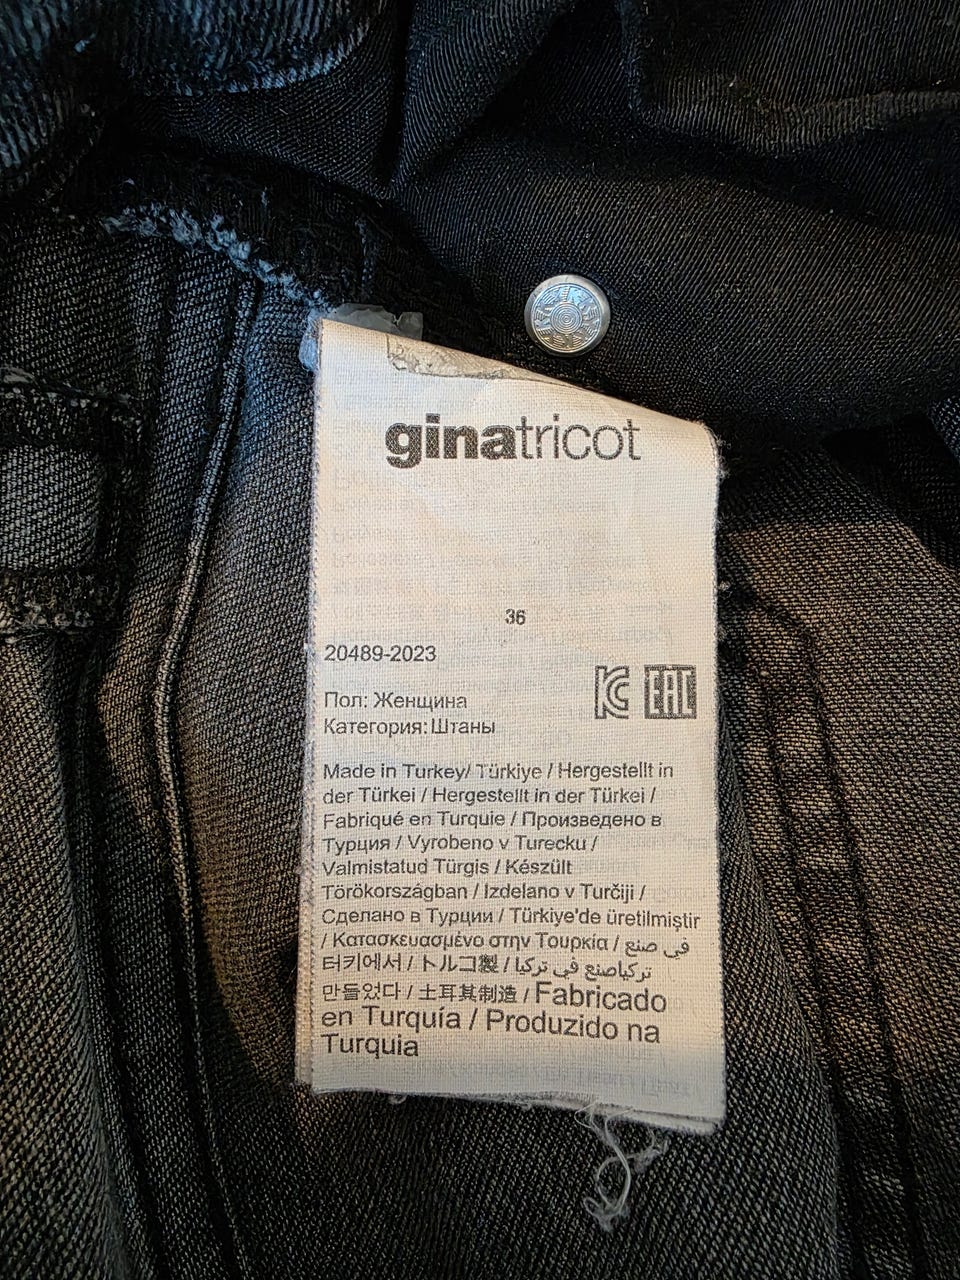 ginatricot
36
20489-2023
Пол: Женщина
Категория: Штаны
EAC
Made in Turkey/ Türkiye / Hergestellt in
der Türkei / Hergestellt in der Türkei /
Fabriqué en Turquie / Произведено в
Турция / Vyrobeno v Turecku /
Valmistatud Türgis / Készült
Törökországban / Izdelano v Turčiji /
Сделано в Турции / Türkiye'de üretilmiştir
/ Κατασκευασμένο στην Τουρκία / في صنع
터키에서 / トルコ製 / تركياصنع في تركيا
만들었다 / 土耳其制造 / Fabricado
en Turquía / Produzido na
Turquia